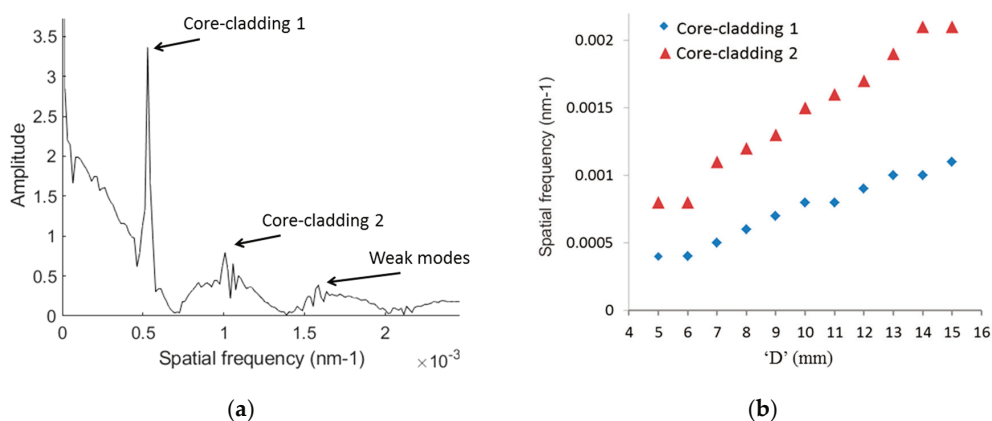 Core-cladding 1
3.5
3
2.5
2
1.5
1
0.5
0
Amplitude
Core-cladding 2
Weak modes
0 0.5 1 1.5 2
Spatial frequency (nm-1) ×10⁻³
(a)
0.002
0.0015
0.001
0.0005
0
Spatial frequency (nm-1)
Core-cladding 1
Core-cladding 2
4 5 6 7 8 9 10 11 12 13 14 15 16
'D' (mm)
(b)